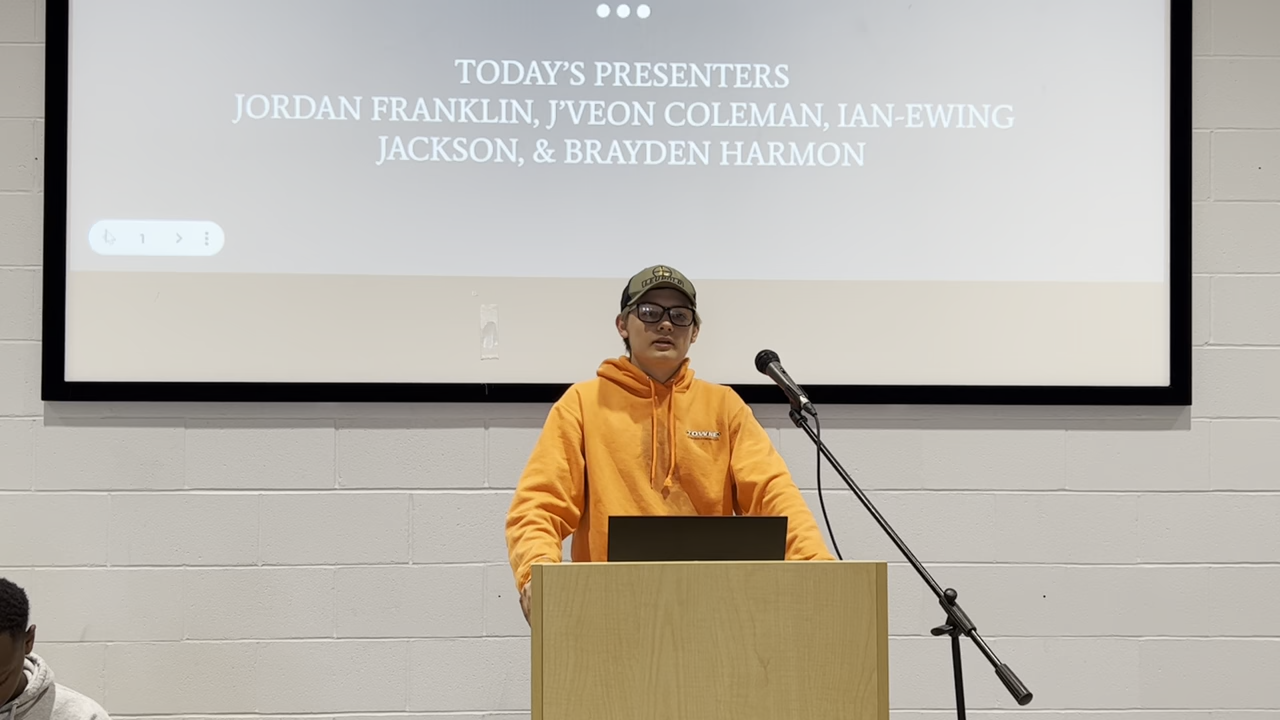 TODAY'S PRESENTERS
JORDAN FRANKLIN, J'VEON COLEMAN, IAN-EWING
JACKSON, & BRAYDEN HARMON
1